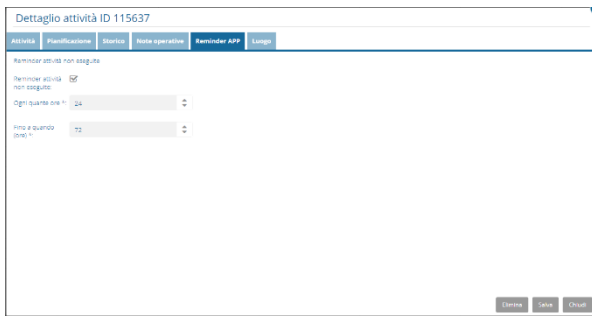 Dettaglio attività ID 115637
Attività Pianificazione Storico Note operative Reminder APP Luogo
Reminder attività non eseguite
Reminder attività
non eseguite
Ogni quante ore *: 24
Fino a quando 72
(ore) *:
Elimina Salva Chiudi